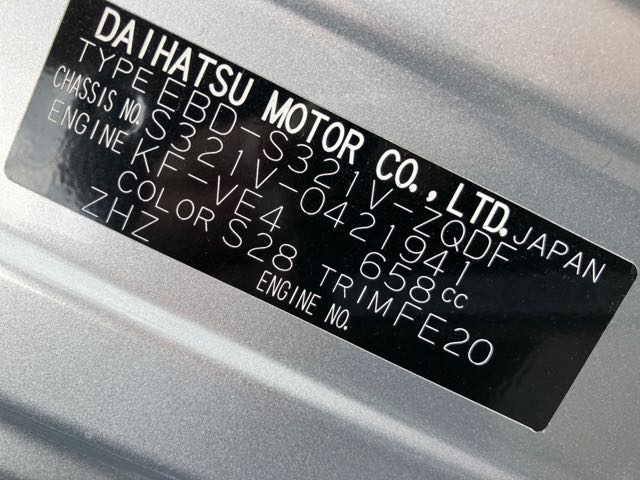 DAIHATSU MOTOR CO.,LTD. JAPAN
TYPE EBD-S321V-ZQDF
CHASSIS NO. S321V-0421941
ENGINE KF-VE4 658cc
COLOR S28 TRIM FE20
ZHZ
ENGINE NO.